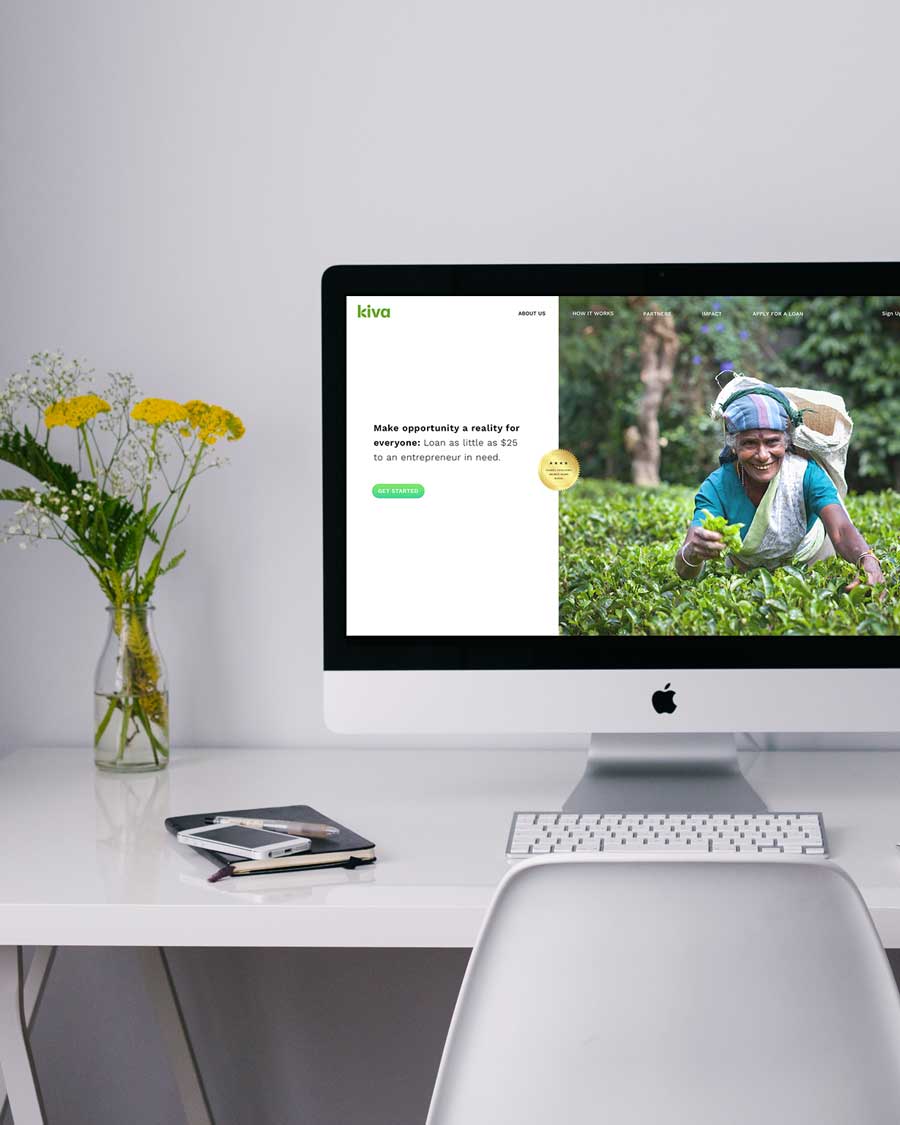 kiva
ABOUT US
HOW IT WORKS
PARTNERS
IMPACT
APPLY FOR A LOAN
Sign Up
Make opportunity a reality for
everyone: Loan as little as $25
to an entrepreneur in need.
GET STARTED